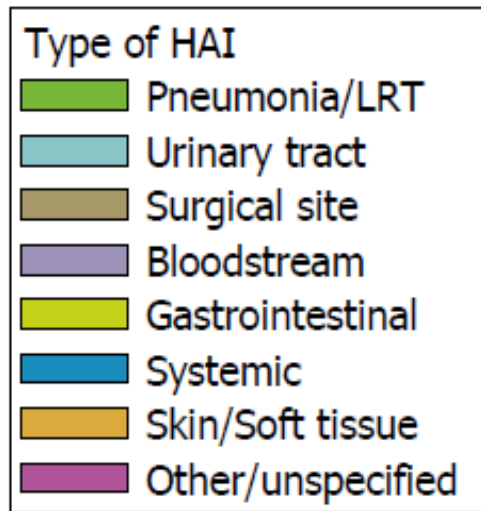 Type of HAI
Pneumonia/LRT
Urinary tract
Surgical site
Bloodstream
Gastrointestinal
Systemic
Skin/Soft tissue
Other/unspecified